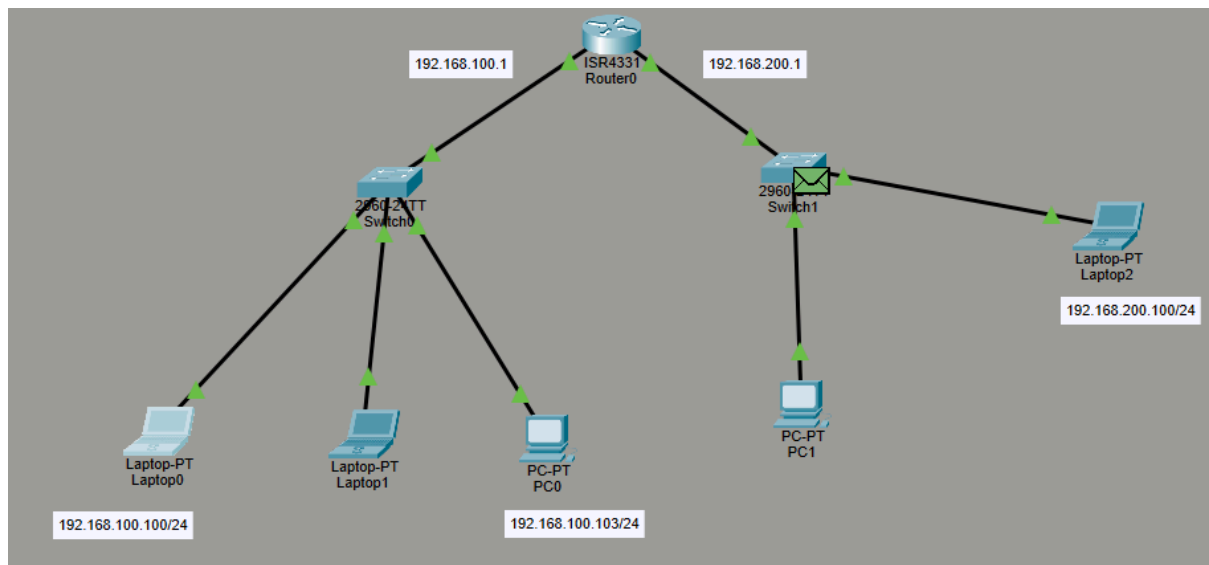 192.168.100.1
192.168.200.1
ISR4331
Router0
2960-24TT
Switch0
Switch1
Laptop-PT
Laptop2
192.168.200.100/24
PC-PT
PC1
Laptop-PT
Laptop0
Laptop-PT
Laptop1
PC-PT
PC0
192.168.100.100/24
192.168.100.103/24